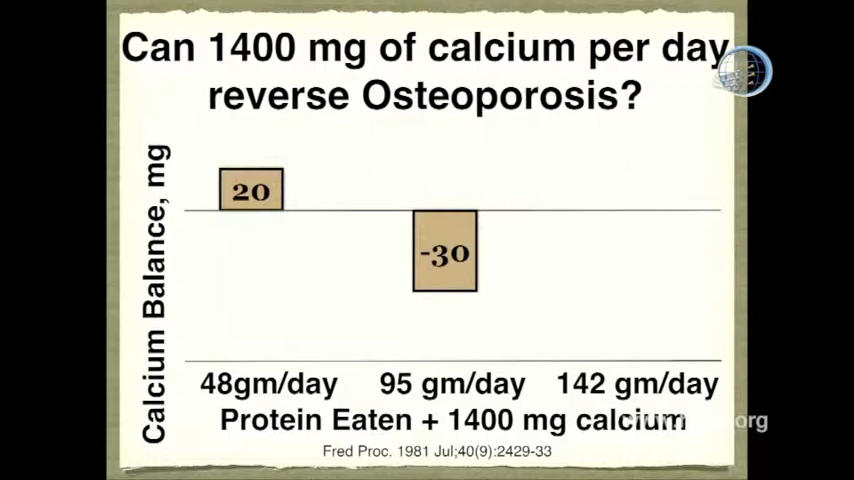 Can 1400 mg of calcium per day
reverse Osteoporosis?
Calcium Balance, mg
20
-30
48gm/day 95 gm/day 142 gm/day
Protein Eaten + 1400 mg calcium
Fred Proc. 1981 Jul;40(9):2429-33